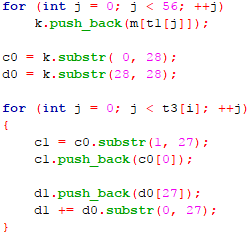 for (int j = 0; j < 56; ++j)
k.push_back(m[t1[j]]);
c0 = k.substr( 0, 28);
d0 = k.substr(28, 28);
for (int j = 0; j < t3[i]; ++j)
{
c1 = c0.substr(1, 27);
c1.push_back(c0[0]);
d1.push_back(d0[27]);
d1 += d0.substr(0, 27);
}